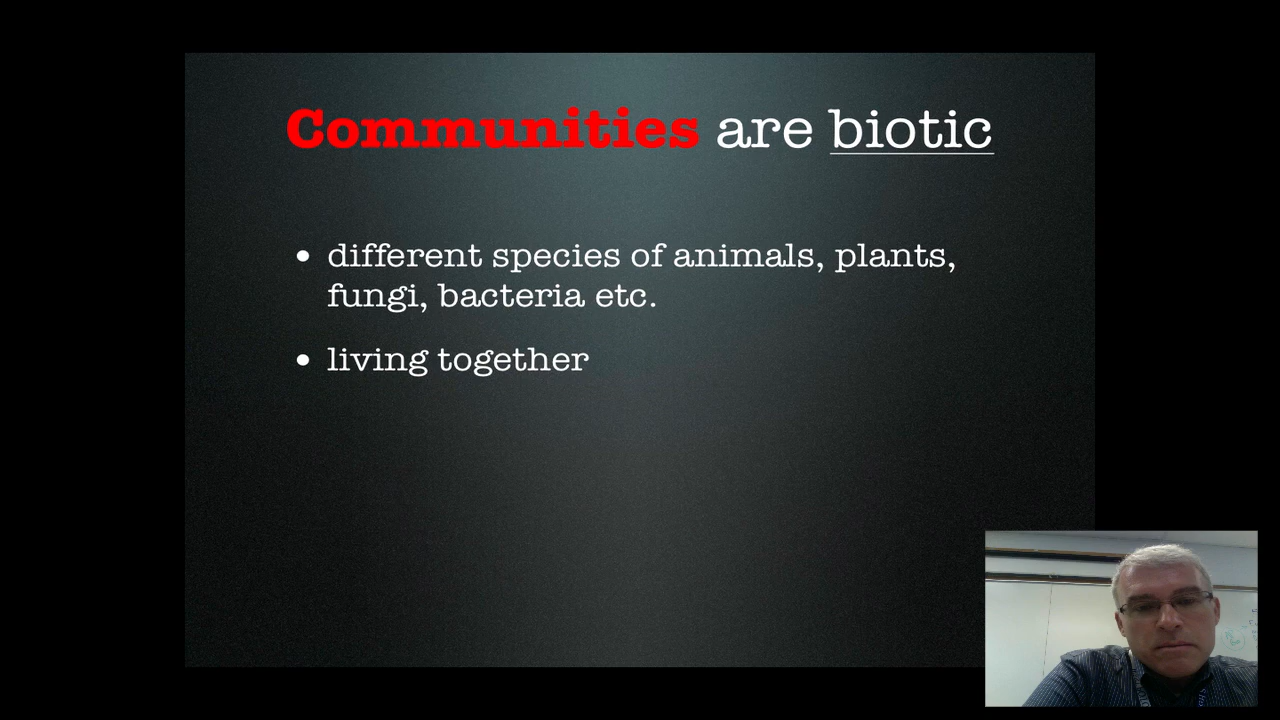 Communities are biotic
• different species of animals, plants,
fungi, bacteria etc.
• living together